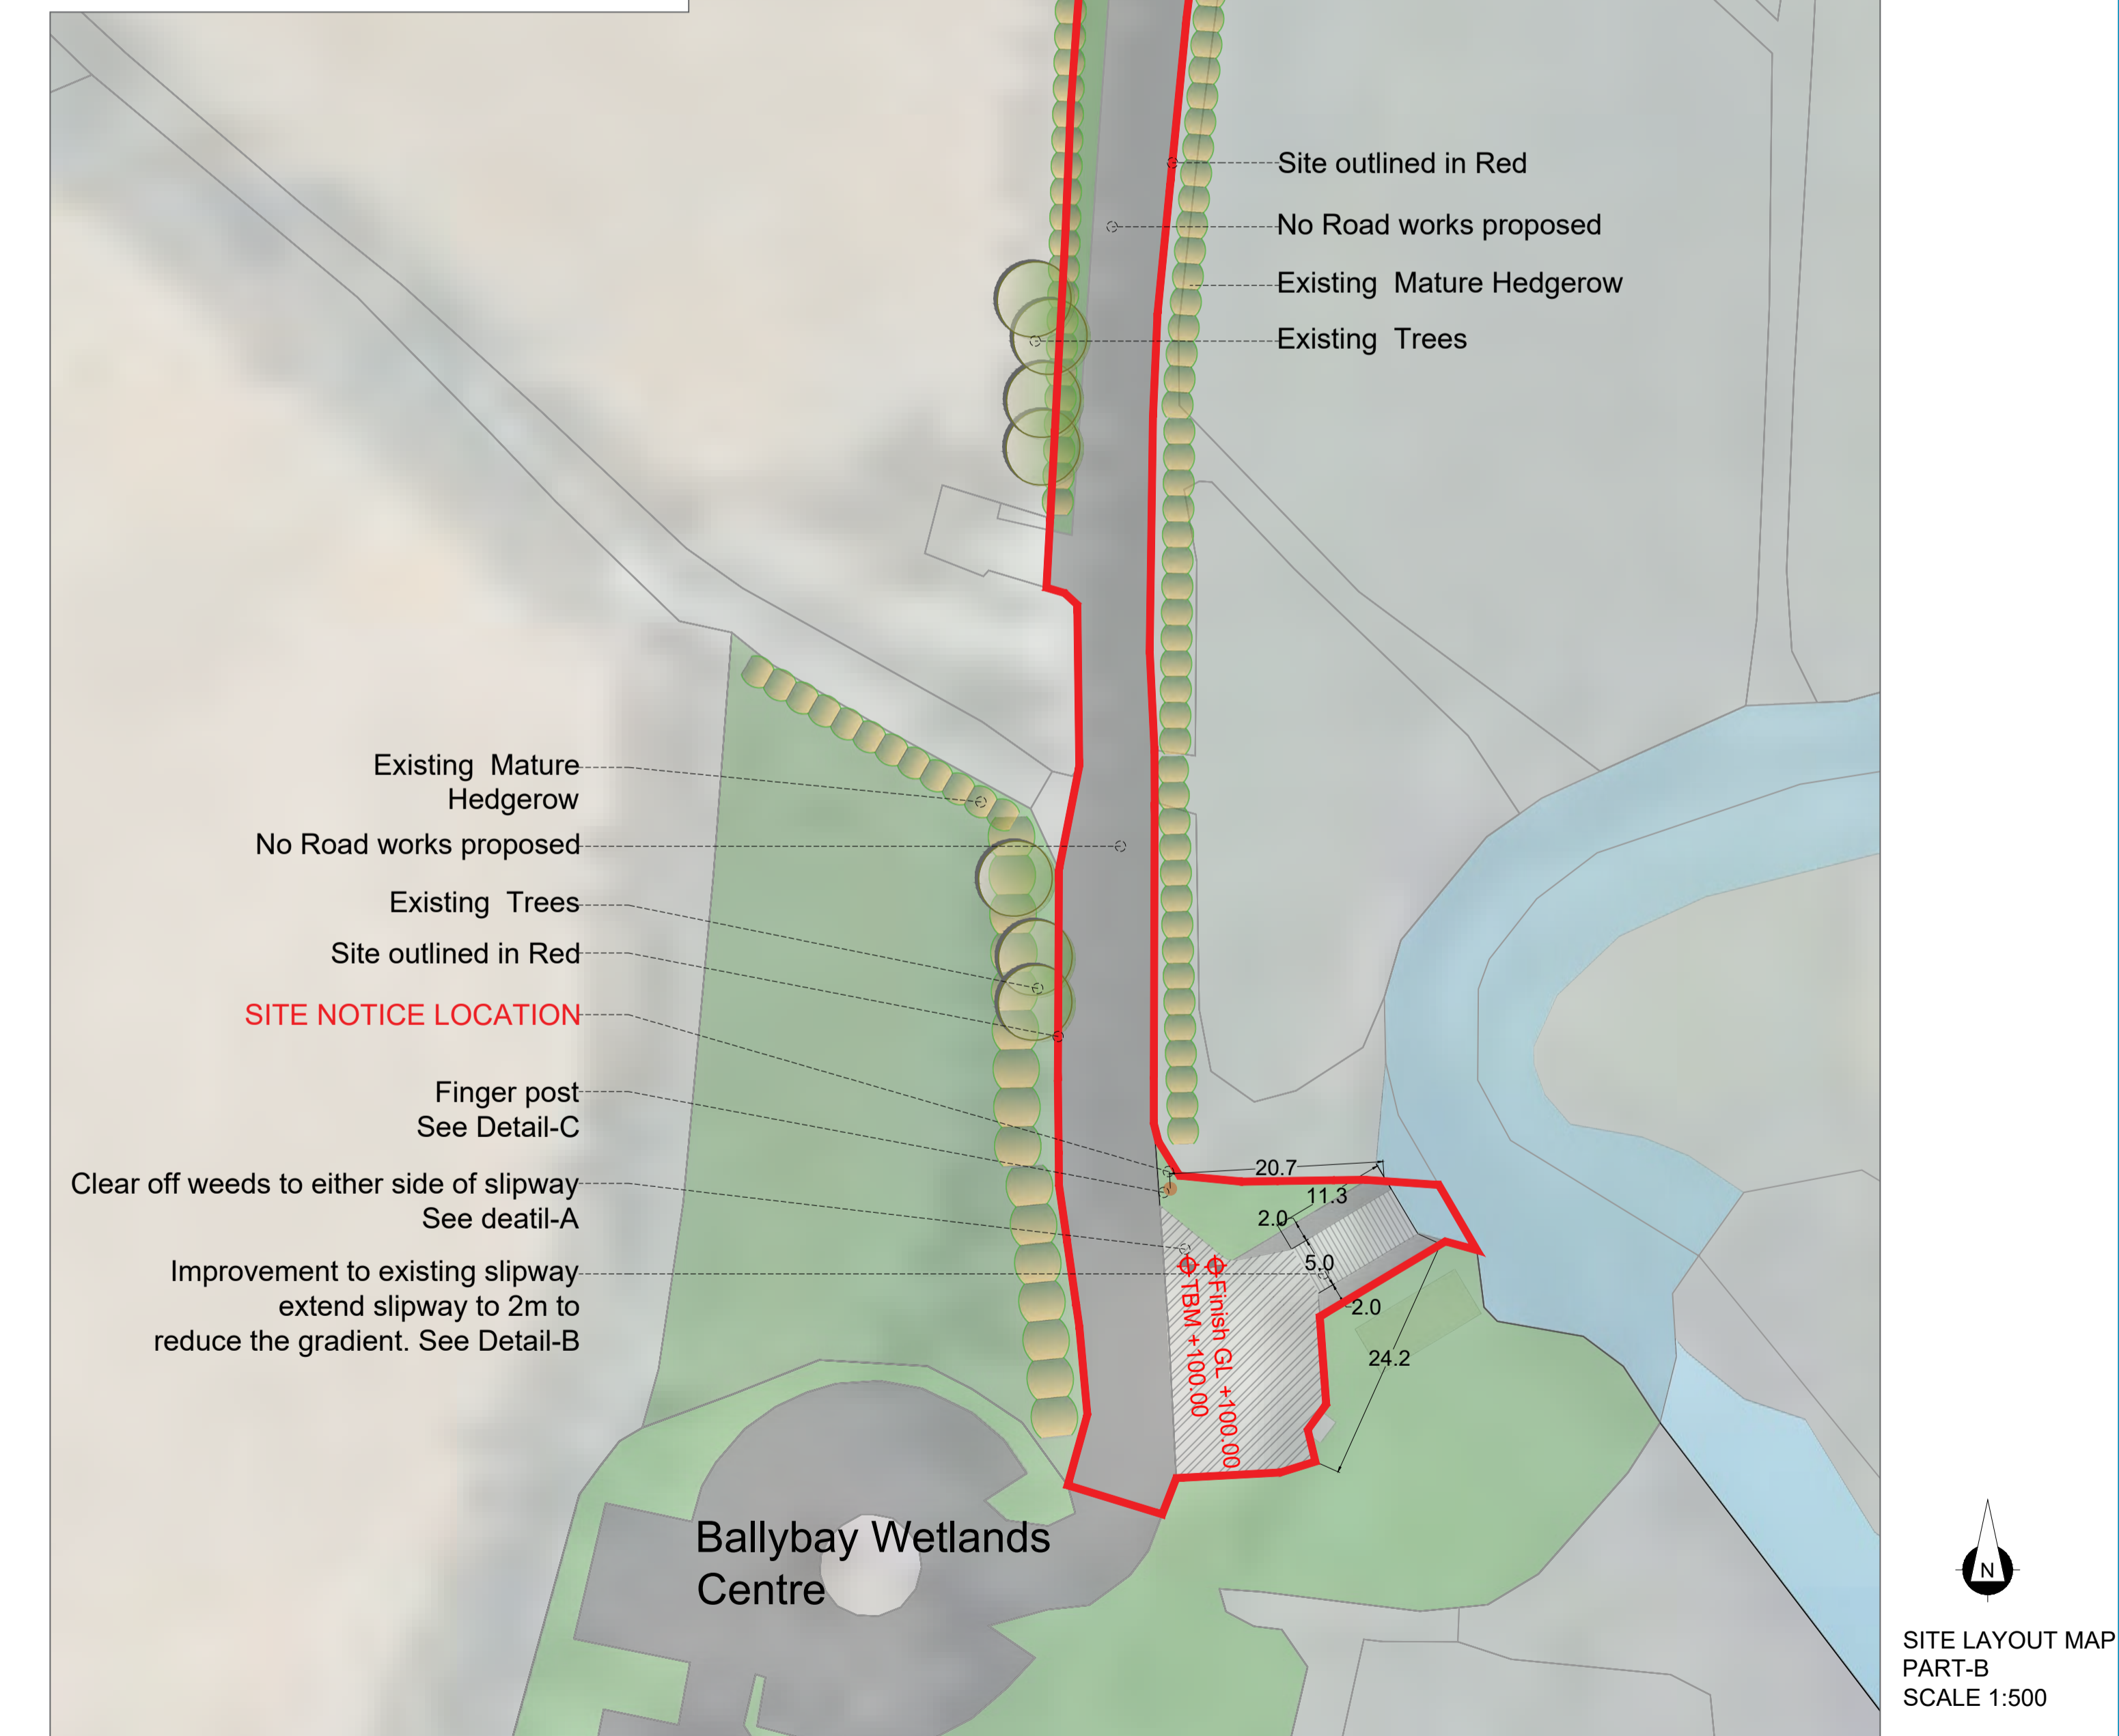 Site outlined in Red
No Road works proposed
Existing Mature Hedgerow
Existing Trees
Existing Mature
Hedgerow
No Road works proposed
Existing Trees
Site outlined in Red
SITE NOTICE LOCATION
Finger post
See Detail-C
Clear off weeds to either side of slipway
See deatil-A
Improvement to existing slipway
extend slipway to 2m to
reduce the gradient. See Detail-B
20.7
11.3
2.0
5.0
2.0
24.2
TBM +100.00
Finish GL +100.00
Ballybay Wetlands
Centre
N
SITE LAYOUT MAP
PART-B
SCALE 1:500